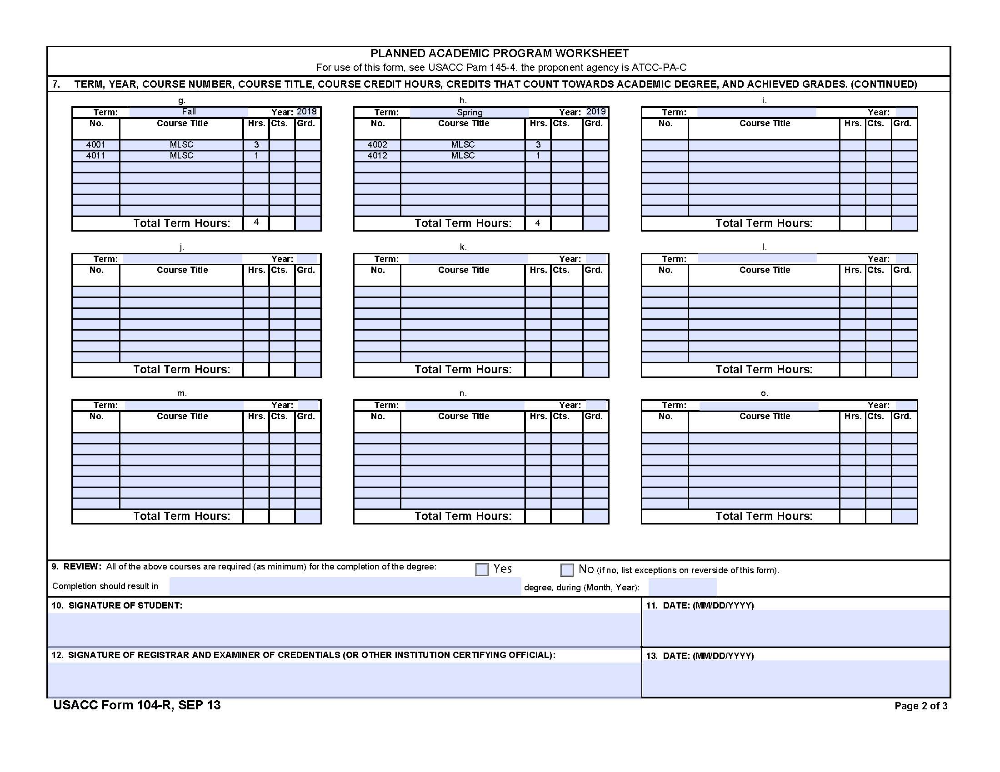 PLANNED ACADEMIC PROGRAM WORKSHEET
For use of this form, see USACC Pam 145-4, the proponent agency is ATCC-PA-C
7. TERM, YEAR, COURSE NUMBER, COURSE TITLE, COURSE CREDIT HOURS, CREDITS THAT COUNT TOWARDS ACADEMIC DEGREE, AND ACHIEVED GRADES. (CONTINUED)
g.
Term: Fall Year: 2018
No. Course Title Hrs. Cts. Grd.
4001 MLSC 3
4011 MLSC 1
Total Term Hours: 4
h.
Term: Spring Year: 2019
No. Course Title Hrs. Cts. Grd.
4002 MLSC 3
4012 MLSC 1
Total Term Hours: 4
i.
Term: Year:
No. Course Title Hrs. Cts. Grd.
Total Term Hours:
j.
Term: Year:
No. Course Title Hrs. Cts. Grd.
Total Term Hours:
k.
Term: Year:
No. Course Title Hrs. Cts. Grd.
Total Term Hours:
l.
Term: Year:
No. Course Title Hrs. Cts. Grd.
Total Term Hours:
m.
Term: Year:
No. Course Title Hrs. Cts. Grd.
Total Term Hours:
n.
Term: Year:
No. Course Title Hrs. Cts. Grd.
Total Term Hours:
o.
Term: Year:
No. Course Title Hrs. Cts. Grd.
Total Term Hours:
9. REVIEW: All of the above courses are required (as minimum) for the completion of the degree: Yes No (if no, list exceptions on reverside of this form).
Completion should result in degree, during (Month, Year):
10. SIGNATURE OF STUDENT:
11. DATE: (MM/DD/YYYY)
12. SIGNATURE OF REGISTRAR AND EXAMINER OF CREDENTIALS (OR OTHER INSTITUTION CERTIFYING OFFICIAL):
13. DATE: (MM/DD/YYYY)
USACC Form 104-R, SEP 13
Page 2 of 3